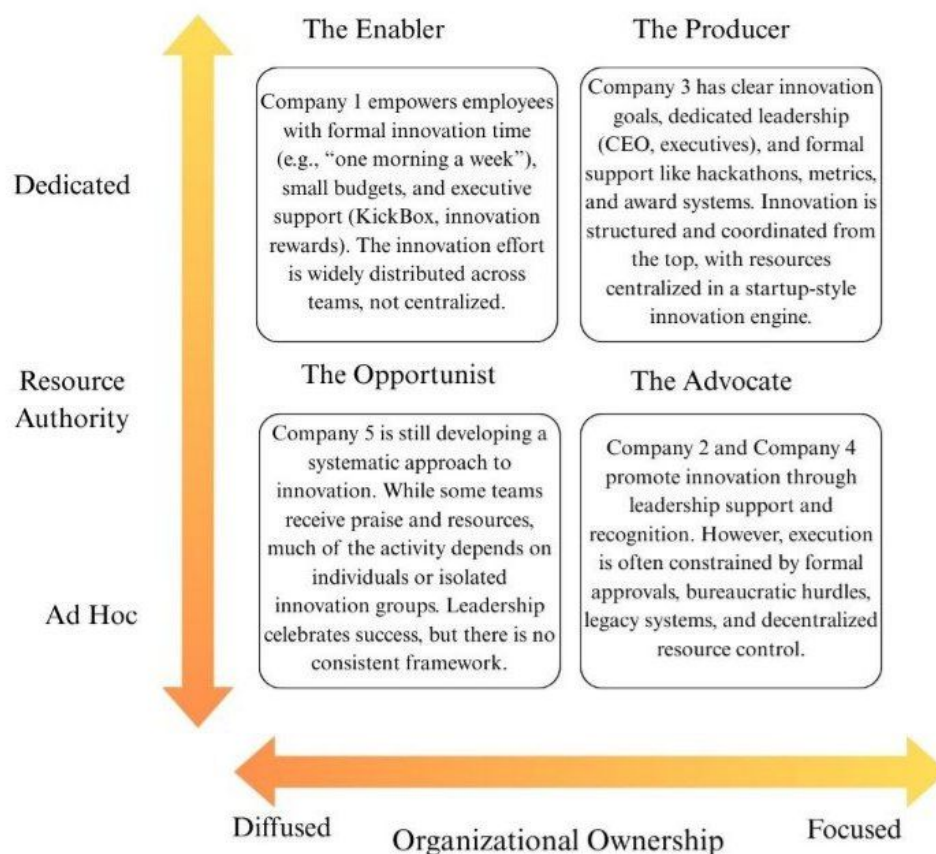 The Enabler
The Producer
Company 1 empowers employees
with formal innovation time
(e.g., “one morning a week”),
small budgets, and executive
support (KickBox, innovation
rewards). The innovation effort
is widely distributed across
teams, not centralized.
Company 3 has clear innovation
goals, dedicated leadership
(CEO, executives), and formal
support like hackathons, metrics,
and award systems. Innovation is
structured and coordinated from
the top, with resources
centralized in a startup-style
innovation engine.
Dedicated
Resource
Authority
Ad Hoc
The Opportunist
The Advocate
Company 5 is still developing a
systematic approach to
innovation. While some teams
receive praise and resources,
much of the activity depends on
individuals or isolated
innovation groups. Leadership
celebrates success, but there is no
consistent framework.
Company 2 and Company 4
promote innovation through
leadership support and
recognition. However, execution
is often constrained by formal
approvals, bureaucratic hurdles,
legacy systems, and decentralized
resource control.
Diffused
Organizational Ownership
Focused